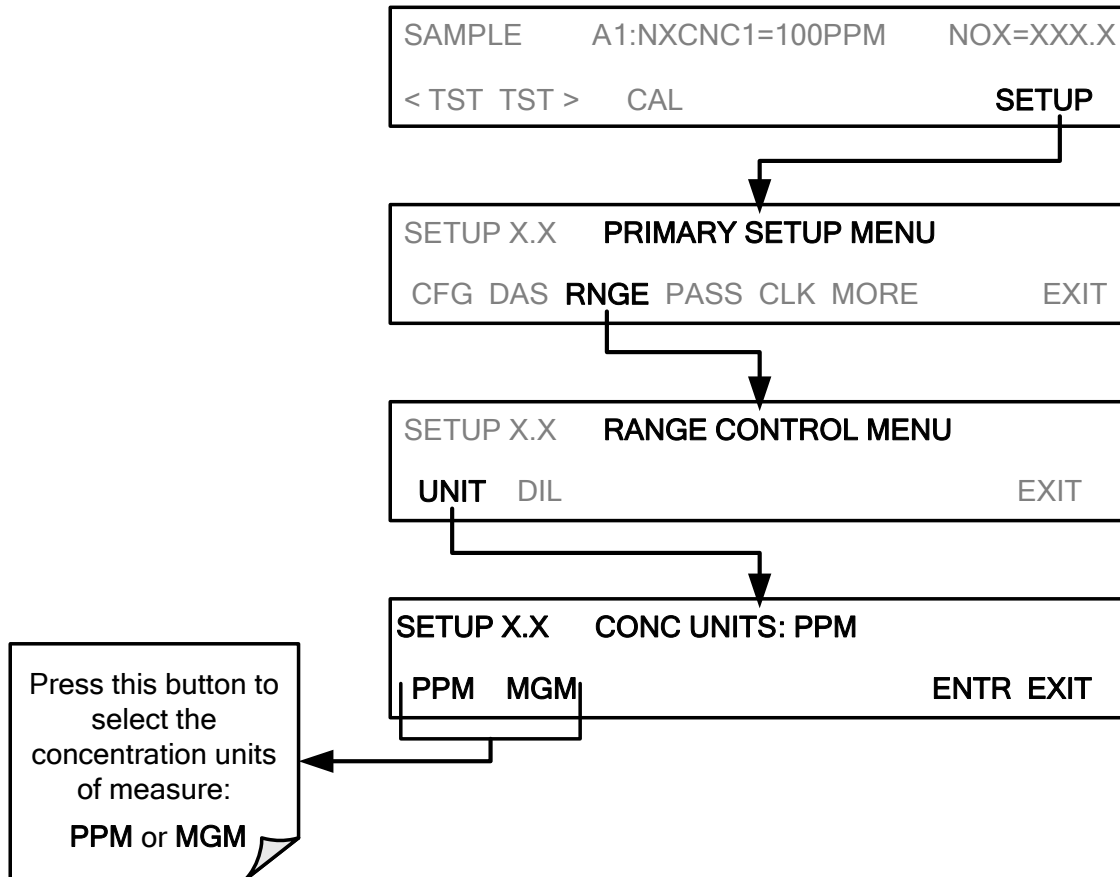 SAMPLE A1:NXCNC1=100PPM NOX=XXX.X
< TST TST > CAL SETUP
SETUP X.X PRIMARY SETUP MENU
CFG DAS RNGE PASS CLK MORE EXIT
SETUP X.X RANGE CONTROL MENU
UNIT DIL EXIT
SETUP X.X CONC UNITS: PPM
PPM MGM ENTR EXIT
Press this button to
select the
concentration units
of measure:
PPM or MGM